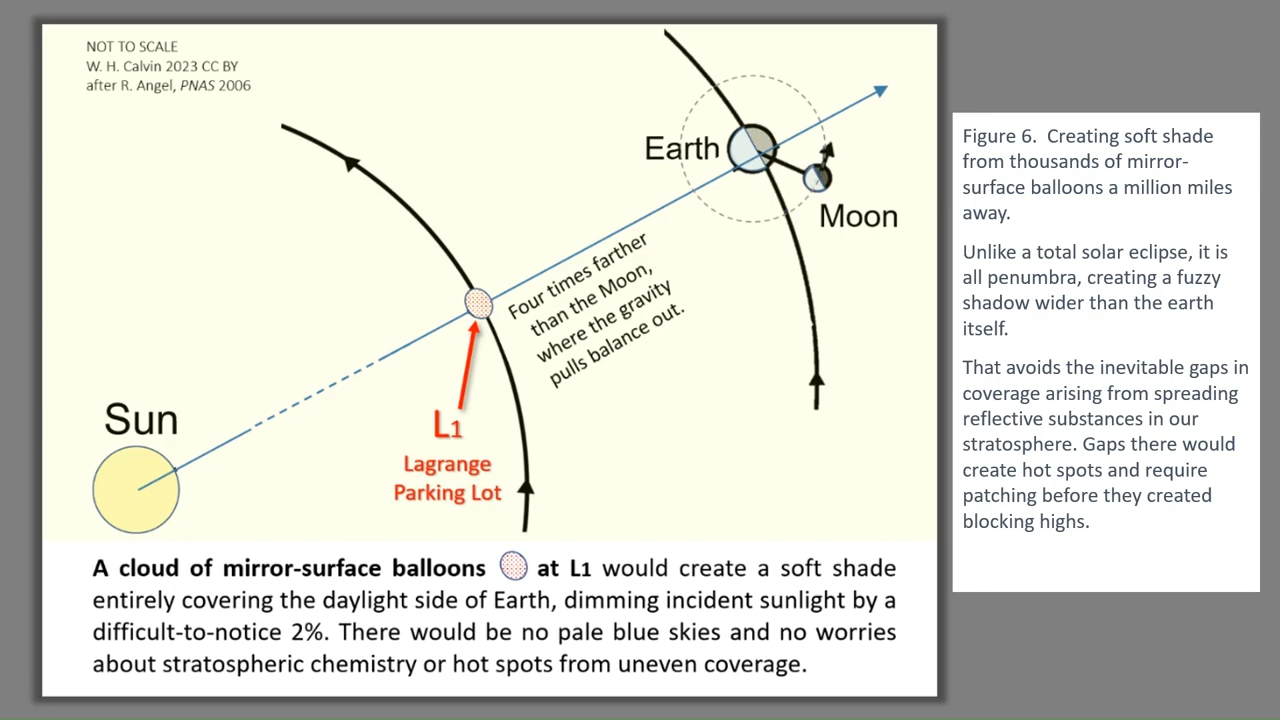 NOT TO SCALE
W. H. Calvin 2023 CC BY
after R. Angel, PNAS 2006
Earth
Moon
Four times farther
than the Moon,
where the gravity
pulls balance out.
Sun
L1
Lagrange
Parking Lot
A cloud of mirror-surface balloons at L1 would create a soft shade
entirely covering the daylight side of Earth, dimming incident sunlight by a
difficult-to-notice 2%. There would be no pale blue skies and no worries
about stratospheric chemistry or hot spots from uneven coverage.
Figure 6. Creating soft shade
from thousands of mirror-
surface balloons a million miles
away.
Unlike a total solar eclipse, it is
all penumbra, creating a fuzzy
shadow wider than the earth
itself.
That avoids the inevitable gaps in
coverage arising from spreading
reflective substances in our
stratosphere. Gaps there would
create hot spots and require
patching before they created
blocking highs.